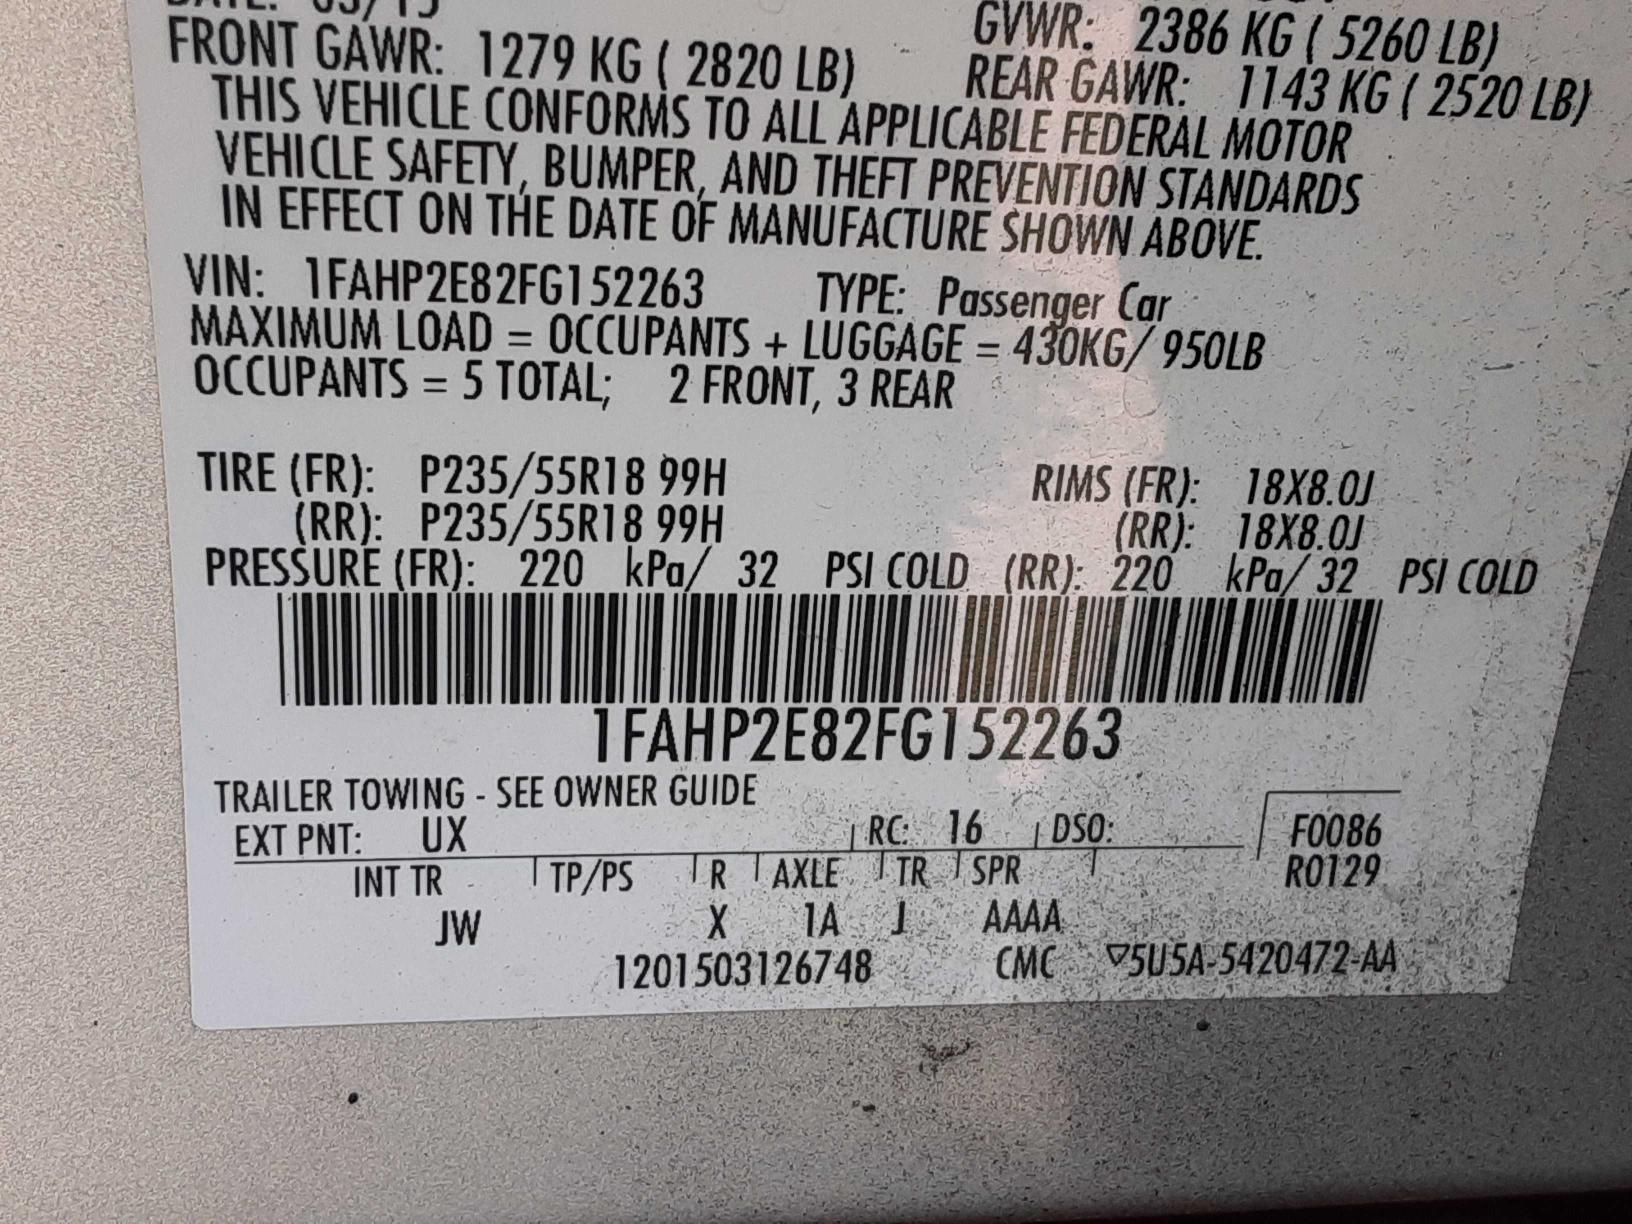 DATE: 03/15
FRONT GAWR: 1279 KG ( 2820 LB) GVWR: 2386 KG ( 5260 LB)
REAR GAWR: 1143 KG ( 2520 LB)
THIS VEHICLE CONFORMS TO ALL APPLICABLE FEDERAL MOTOR
VEHICLE SAFETY, BUMPER, AND THEFT PREVENTION STANDARDS
IN EFFECT ON THE DATE OF MANUFACTURE SHOWN ABOVE.
VIN: 1FAHP2E82FG152263 TYPE: Passenger Car
MAXIMUM LOAD = OCCUPANTS + LUGGAGE = 430KG/ 950LB
OCCUPANTS = 5 TOTAL; 2 FRONT, 3 REAR
TIRE (FR): P235/55R18 99H RIMS (FR): 18X8.0J
(RR): P235/55R18 99H (RR): 18X8.0J
PRESSURE (FR): 220 kPa/ 32 PSI COLD (RR): 220 kPa/ 32 PSI COLD
1FAHP2E82FG152263
TRAILER TOWING - SEE OWNER GUIDE
EXT PNT: UX RC: 16 DSO: F0086
INT TR TP/PS R AXLE TR SPR R0129
JW X 1A J AAAA
1201503126748 CMC ▽5U5A-5420472-AA